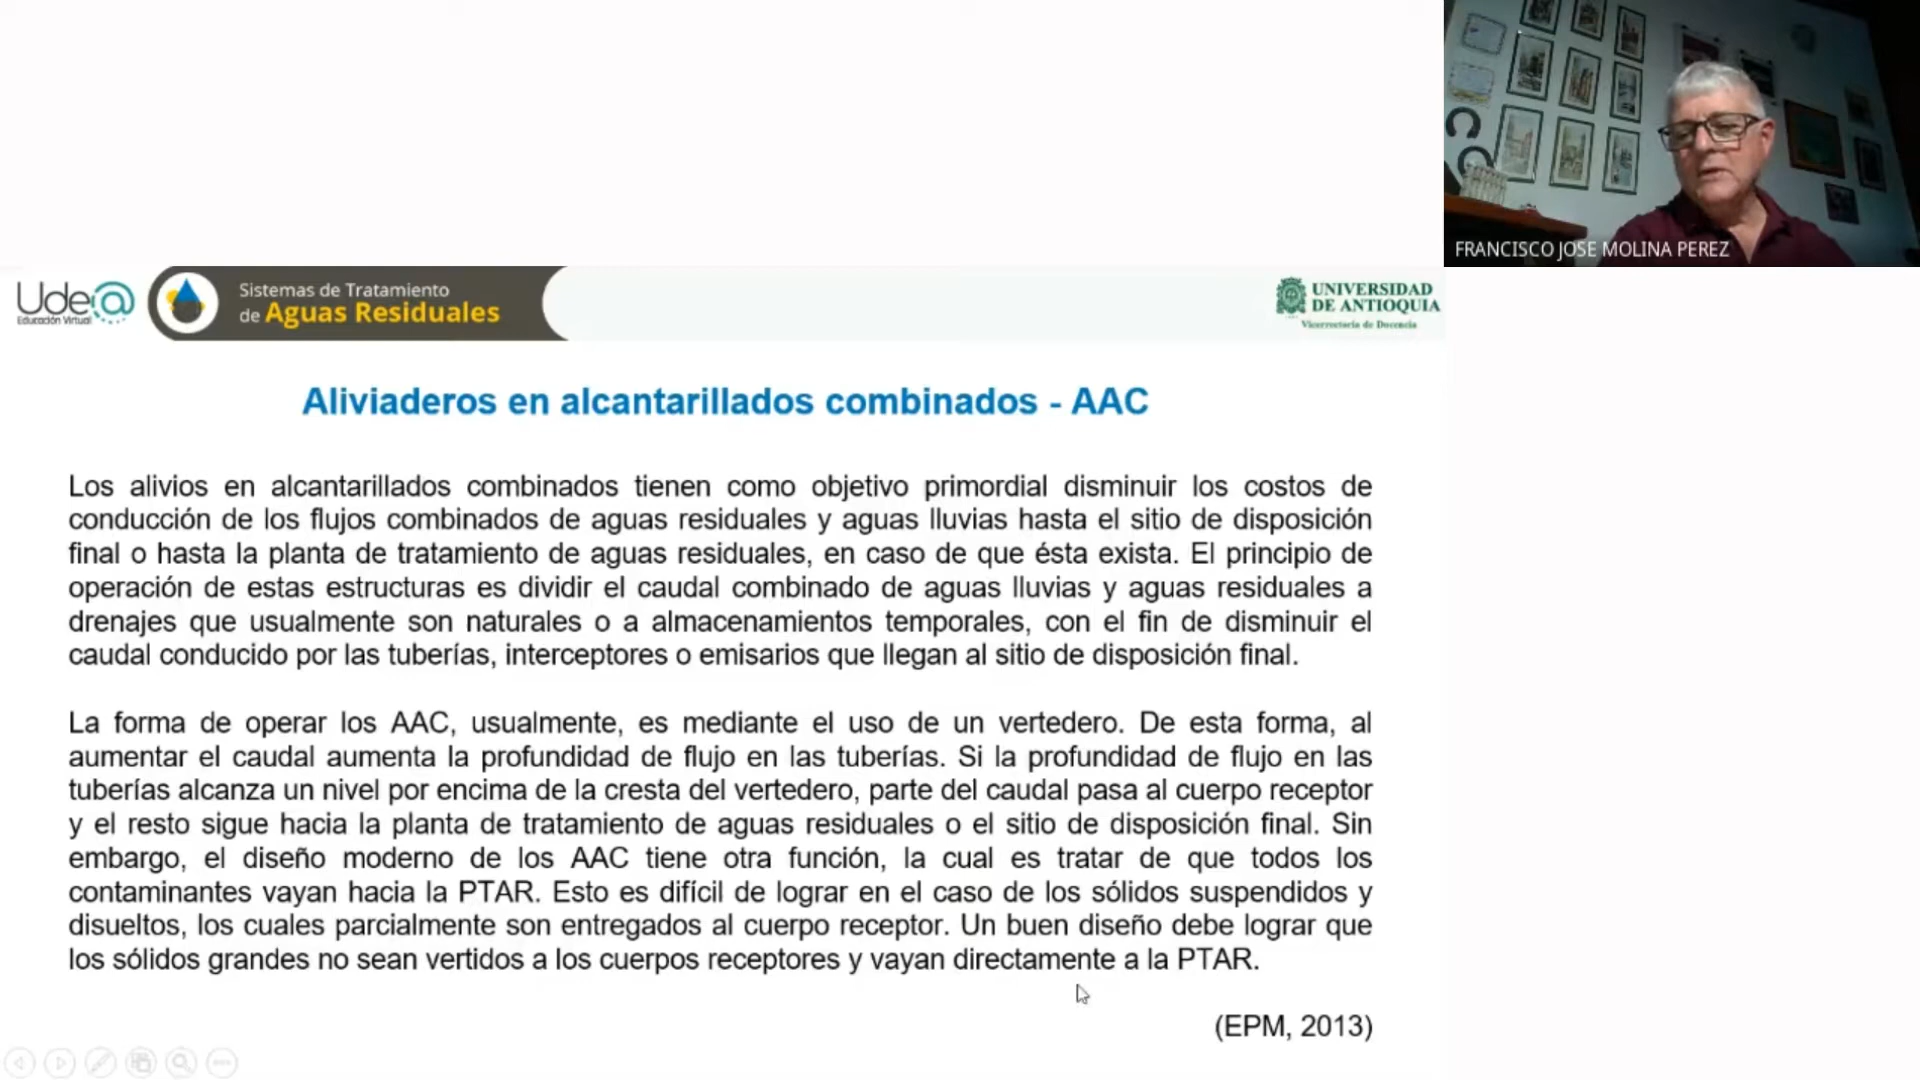 FRANCISCO JOSE MOLINA PEREZ
Ude@
Educación Virtual
Sistemas de Tratamiento
de Aguas Residuales
UNIVERSIDAD
DE ANTIOQUIA
Vicerrectoría de Docencia
Aliviaderos en alcantarillados combinados - AAC
Los alivios en alcantarillados combinados tienen como objetivo primordial disminuir los costos de
conducción de los flujos combinados de aguas residuales y aguas lluvias hasta el sitio de disposición
final o hasta la planta de tratamiento de aguas residuales, en caso de que ésta exista. El principio de
operación de estas estructuras es dividir el caudal combinado de aguas lluvias y aguas residuales a
drenajes que usualmente son naturales o a almacenamientos temporales, con el fin de disminuir el
caudal conducido por las tuberías, interceptores o emisarios que llegan al sitio de disposición final.
La forma de operar los AAC, usualmente, es mediante el uso de un vertedero. De esta forma, al
aumentar el caudal aumenta la profundidad de flujo en las tuberías. Si la profundidad de flujo en las
tuberías alcanza un nivel por encima de la cresta del vertedero, parte del caudal pasa al cuerpo receptor
y el resto sigue hacia la planta de tratamiento de aguas residuales o el sitio de disposición final. Sin
embargo, el diseño moderno de los AAC tiene otra función, la cual es tratar de que todos los
contaminantes vayan hacia la PTAR. Esto es difícil de lograr en el caso de los sólidos suspendidos y
disueltos, los cuales parcialmente son entregados al cuerpo receptor. Un buen diseño debe lograr que
los sólidos grandes no sean vertidos a los cuerpos receptores y vayan directamente a la PTAR.
(EPM, 2013)